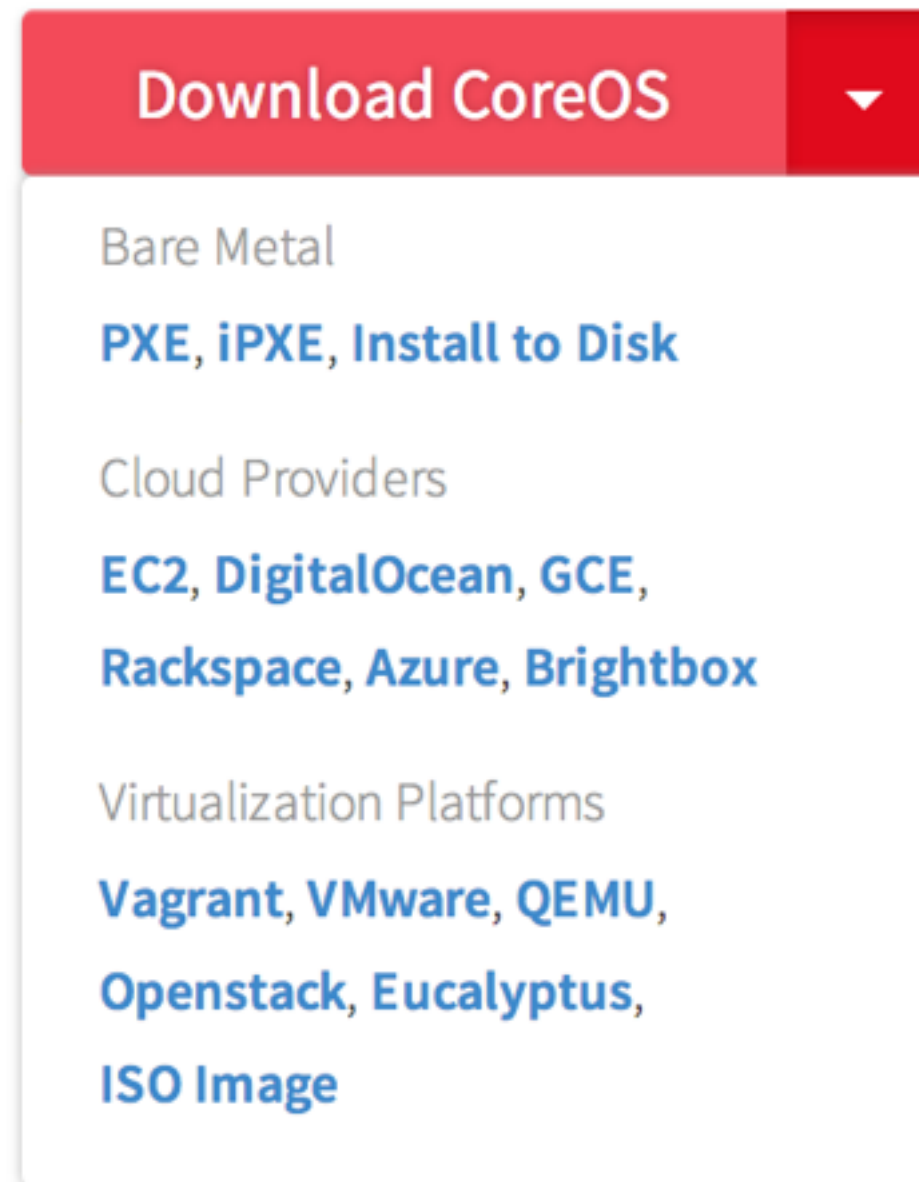 Download CoreOS
Bare Metal
PXE, iPXE, Install to Disk
Cloud Providers
EC2, DigitalOcean, GCE,
Rackspace, Azure, Brightbox
Virtualization Platforms
Vagrant, VMware, QEMU,
Openstack, Eucalyptus,
ISO Image